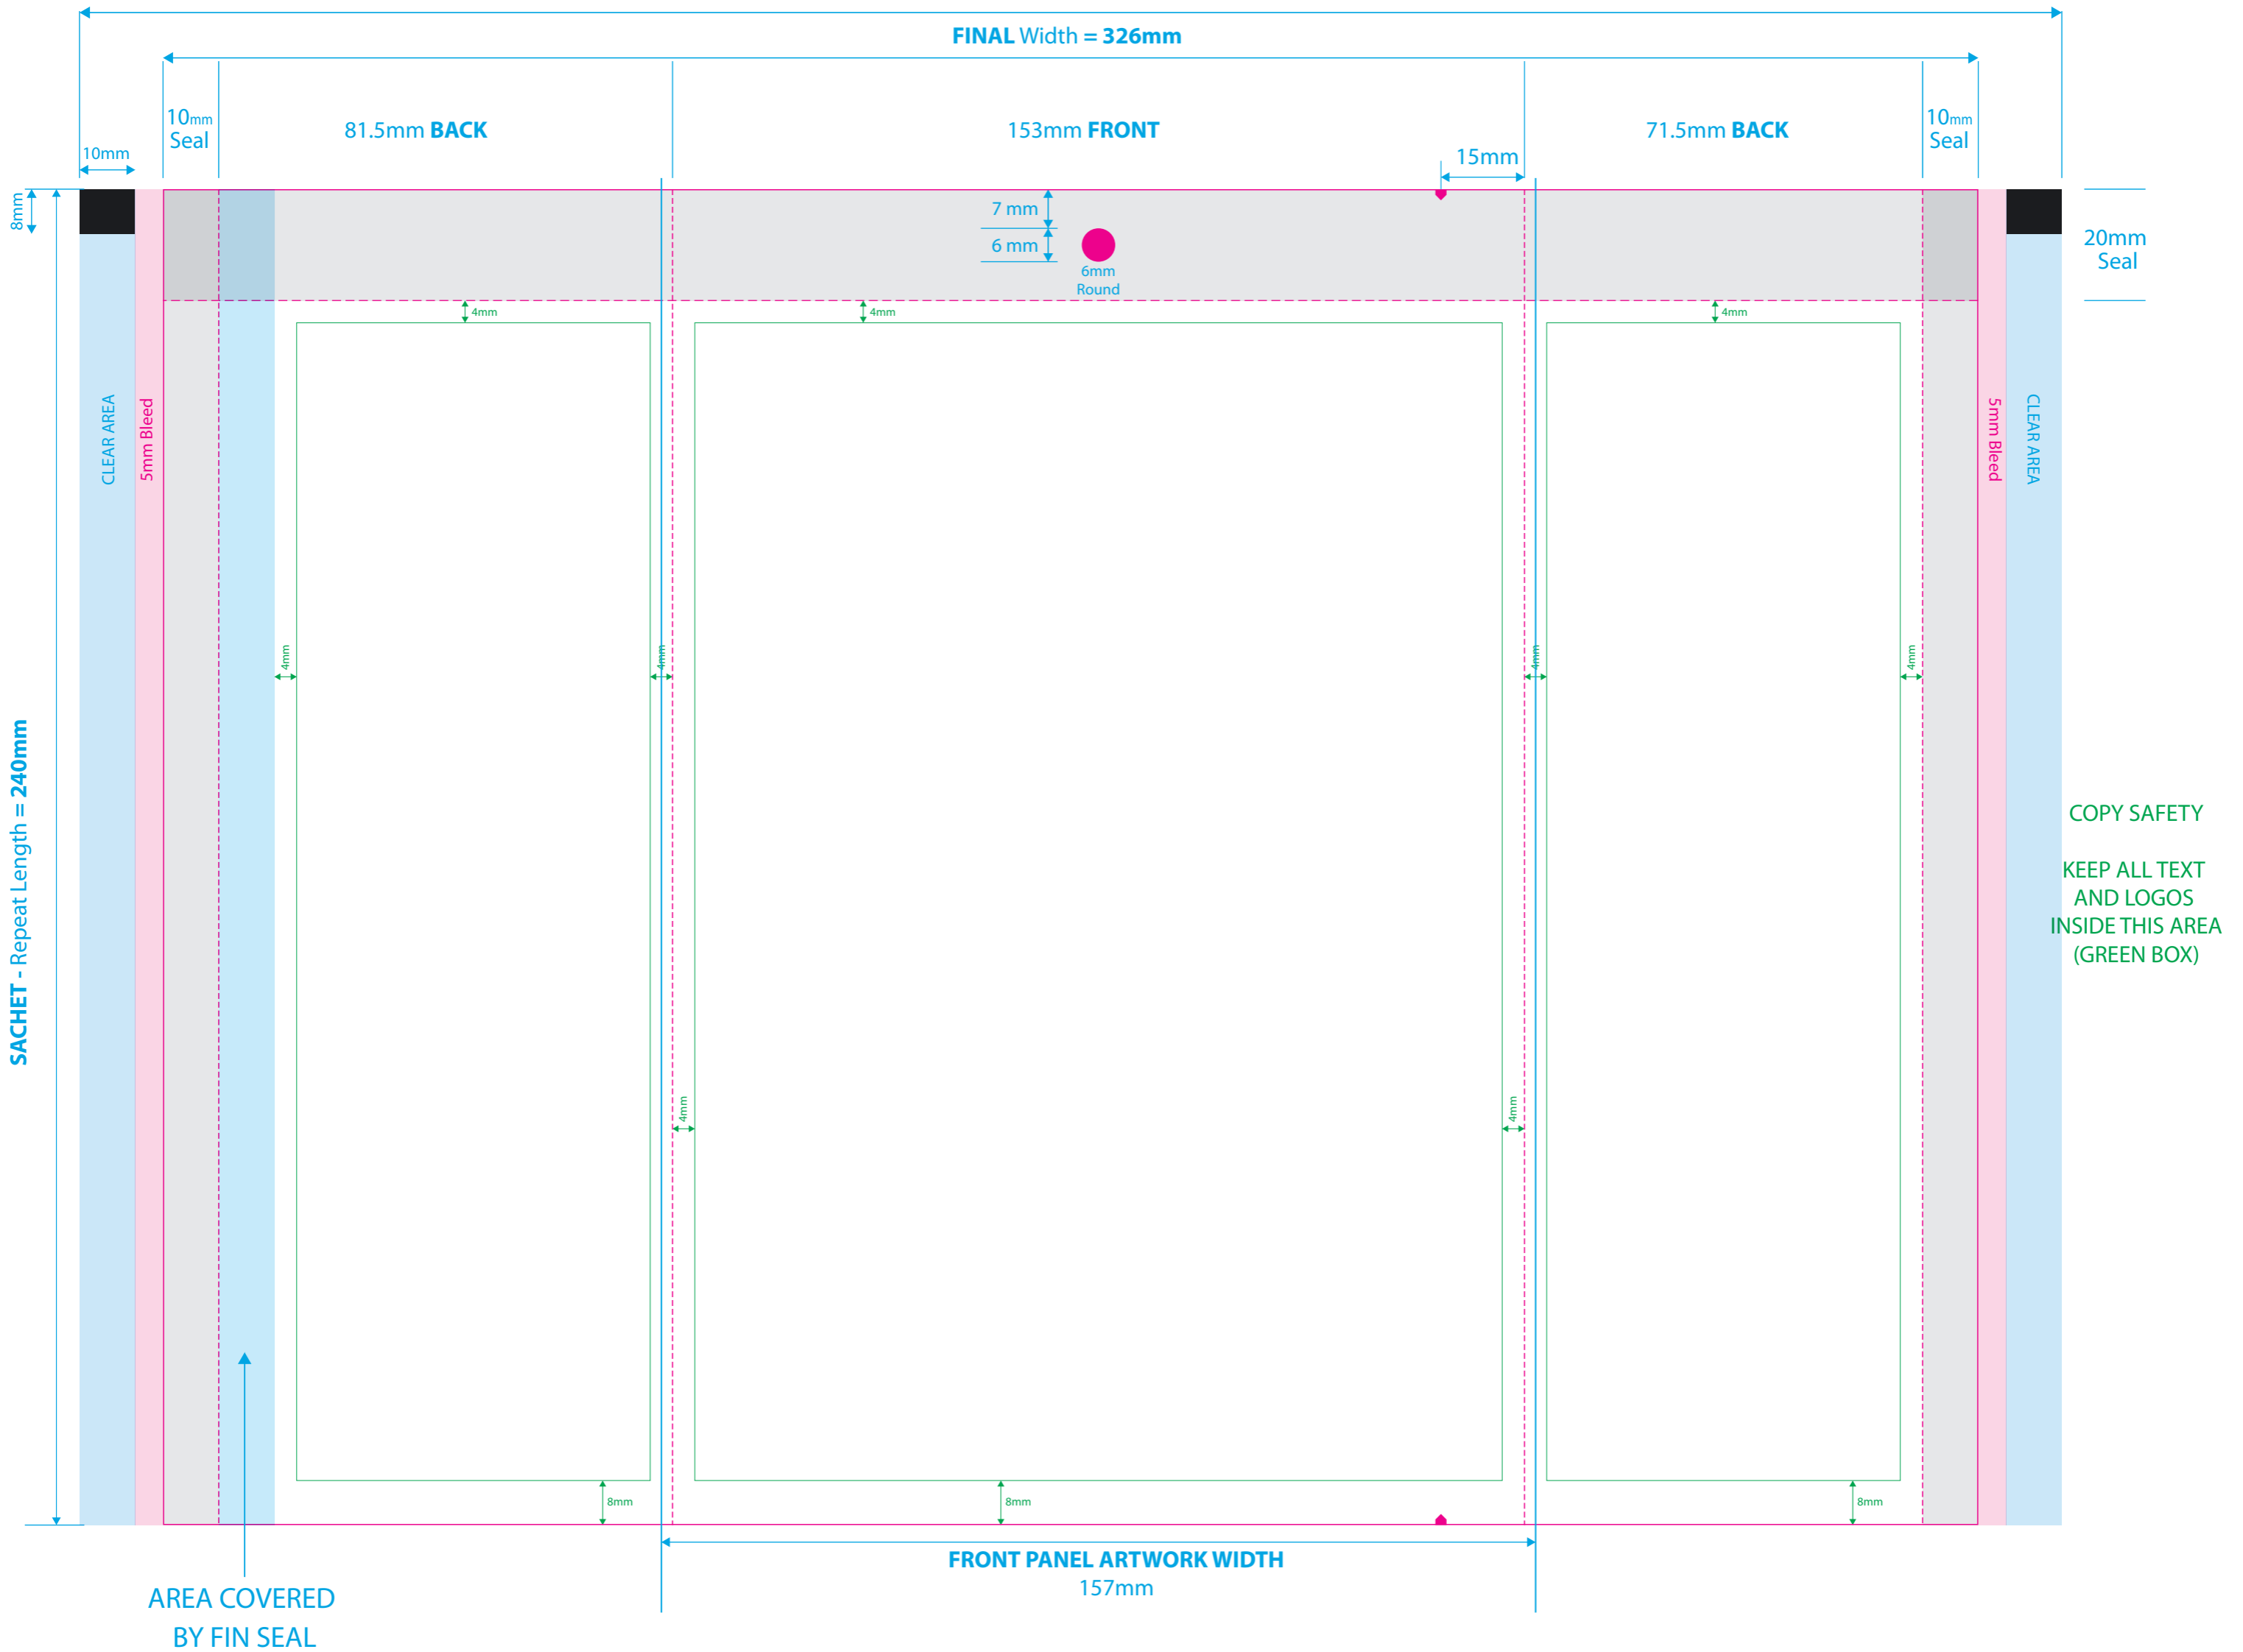 FINAL Width = 326mm
10mm
Seal
81.5mm BACK
153mm FRONT
71.5mm BACK
10mm
Seal
10mm
15mm
8mm
7 mm
6 mm
6mm
Round
20mm
Seal
4mm
4mm
4mm
CLEAR AREA
5mm Bleed
5mm Bleed
CLEAR AREA
4mm
4mm
4mm
4mm
SACHET - Repeat Length = 240mm
COPY SAFETY
KEEP ALL TEXT
AND LOGOS
INSIDE THIS AREA
(GREEN BOX)
4mm
4mm
8mm
8mm
8mm
FRONT PANEL ARTWORK WIDTH
157mm
AREA COVERED
BY FIN SEAL